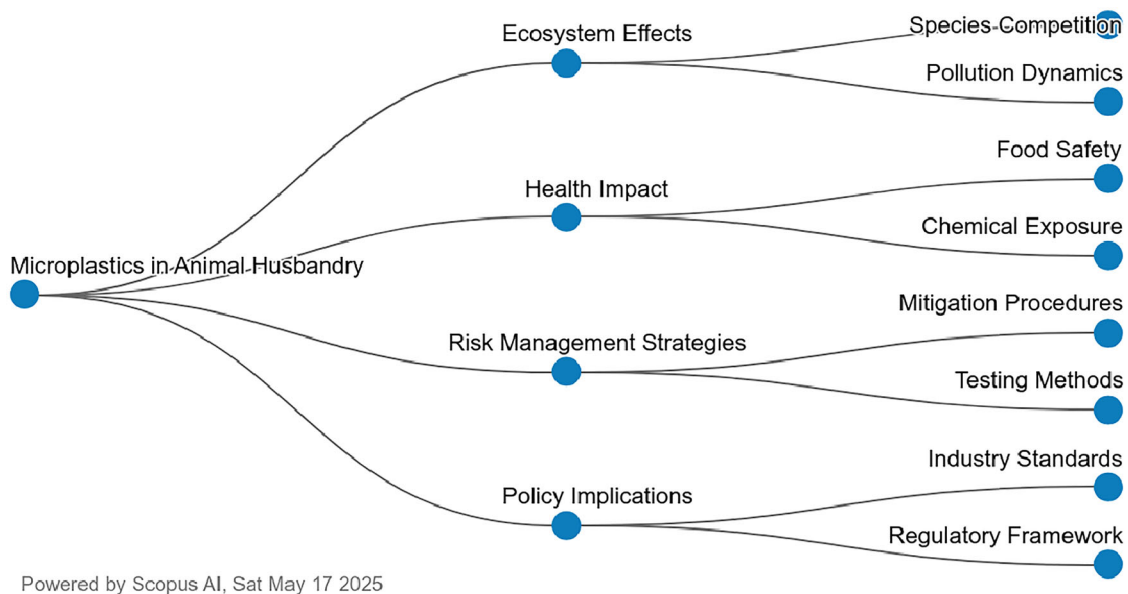 Ecosystem Effects
Species Competition
Pollution Dynamics
Food Safety
Health Impact
Chemical Exposure
Microplastics in Animal Husbandry
Mitigation Procedures
Risk Management Strategies
Testing Methods
Industry Standards
Policy Implications
Regulatory Framework
Powered by Scopus AI, Sat May 17 2025